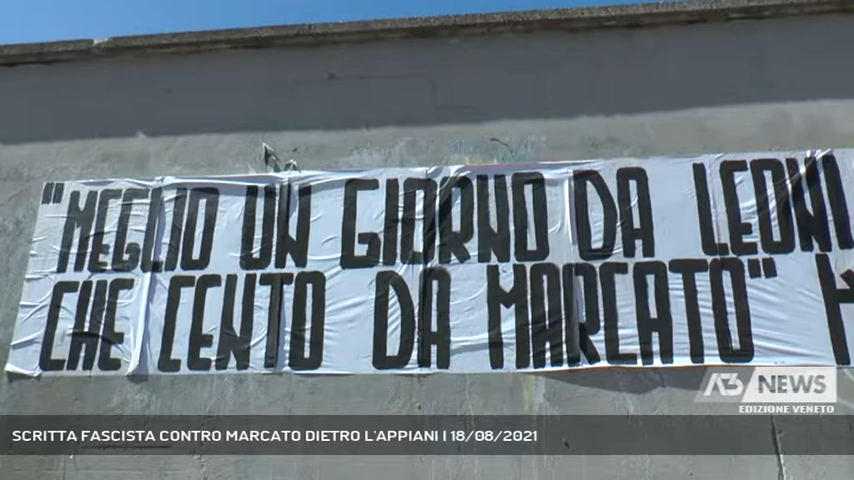 "MEGLIO UN GIORNO DA LEONI
CHE CENTO DA MARCATO"
A3 NEWS
EDIZIONE VENETO
SCRITTA FASCISTA CONTRO MARCATO DIETRO L'APPIANI | 18/08/2021